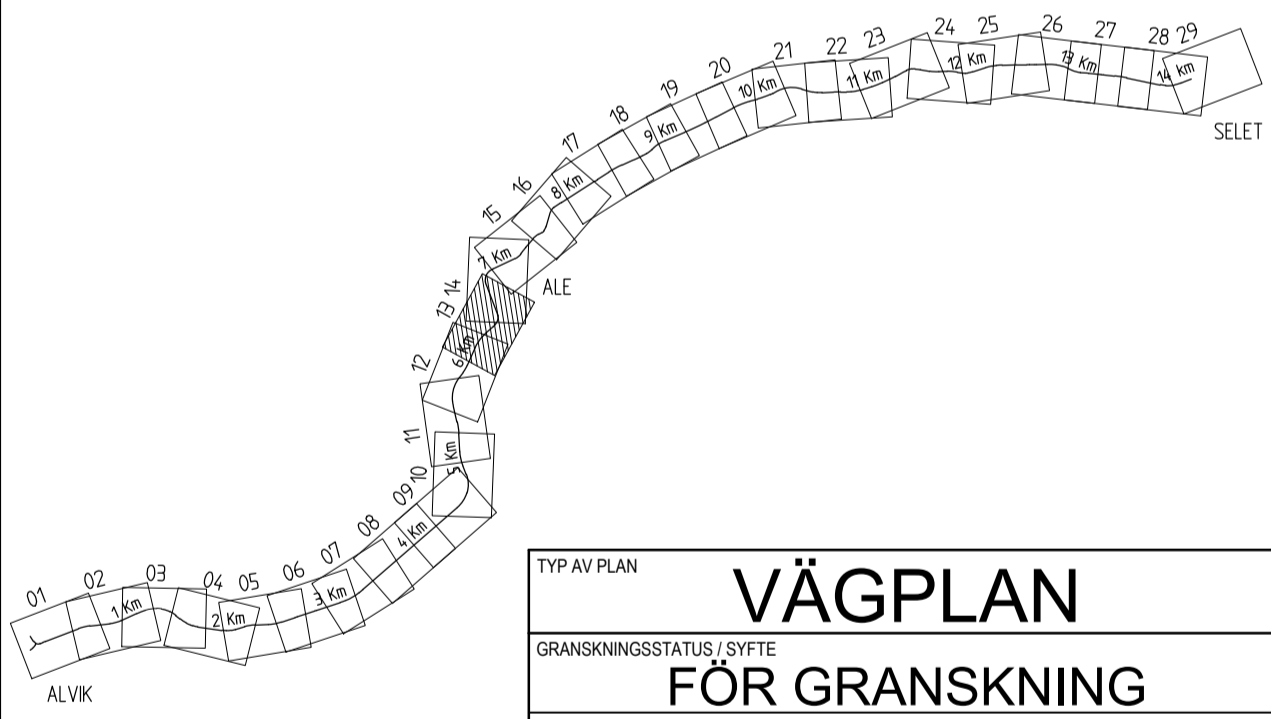 01
02
03
04
05
06
07
08
09
10
11
12
13
14
15
16
17
18
19
20
21
22
23
24
25
26
27
28
29
1 Km
2 Km
3 Km
4 Km
5 Km
6 Km
7 Km
8 Km
9 Km
10 Km
11 Km
12 Km
13 Km
14 Km
SELET
ALE
ALVIK
TYP AV PLAN
VÄGPLAN
GRANSKNINGSSTATUS / SYFTE
FÖR GRANSKNING